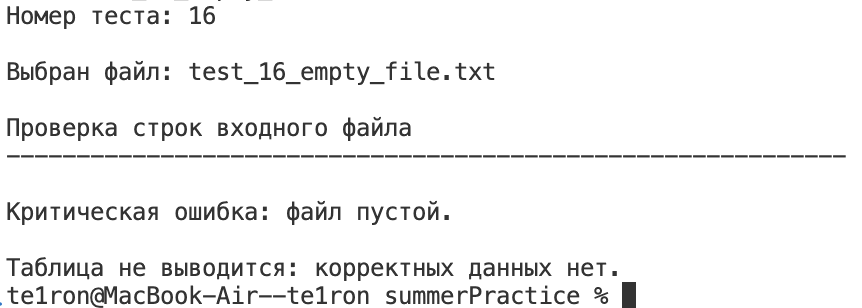 Номер теста: 16
Выбран файл: test_16_empty_file.txt
Проверка строк входного файла
------------------------------------------------------------
Критическая ошибка: файл пустой.
Таблица не выводится: корректных данных нет.
te1ron@MacBook-Air--te1ron summerPractice %